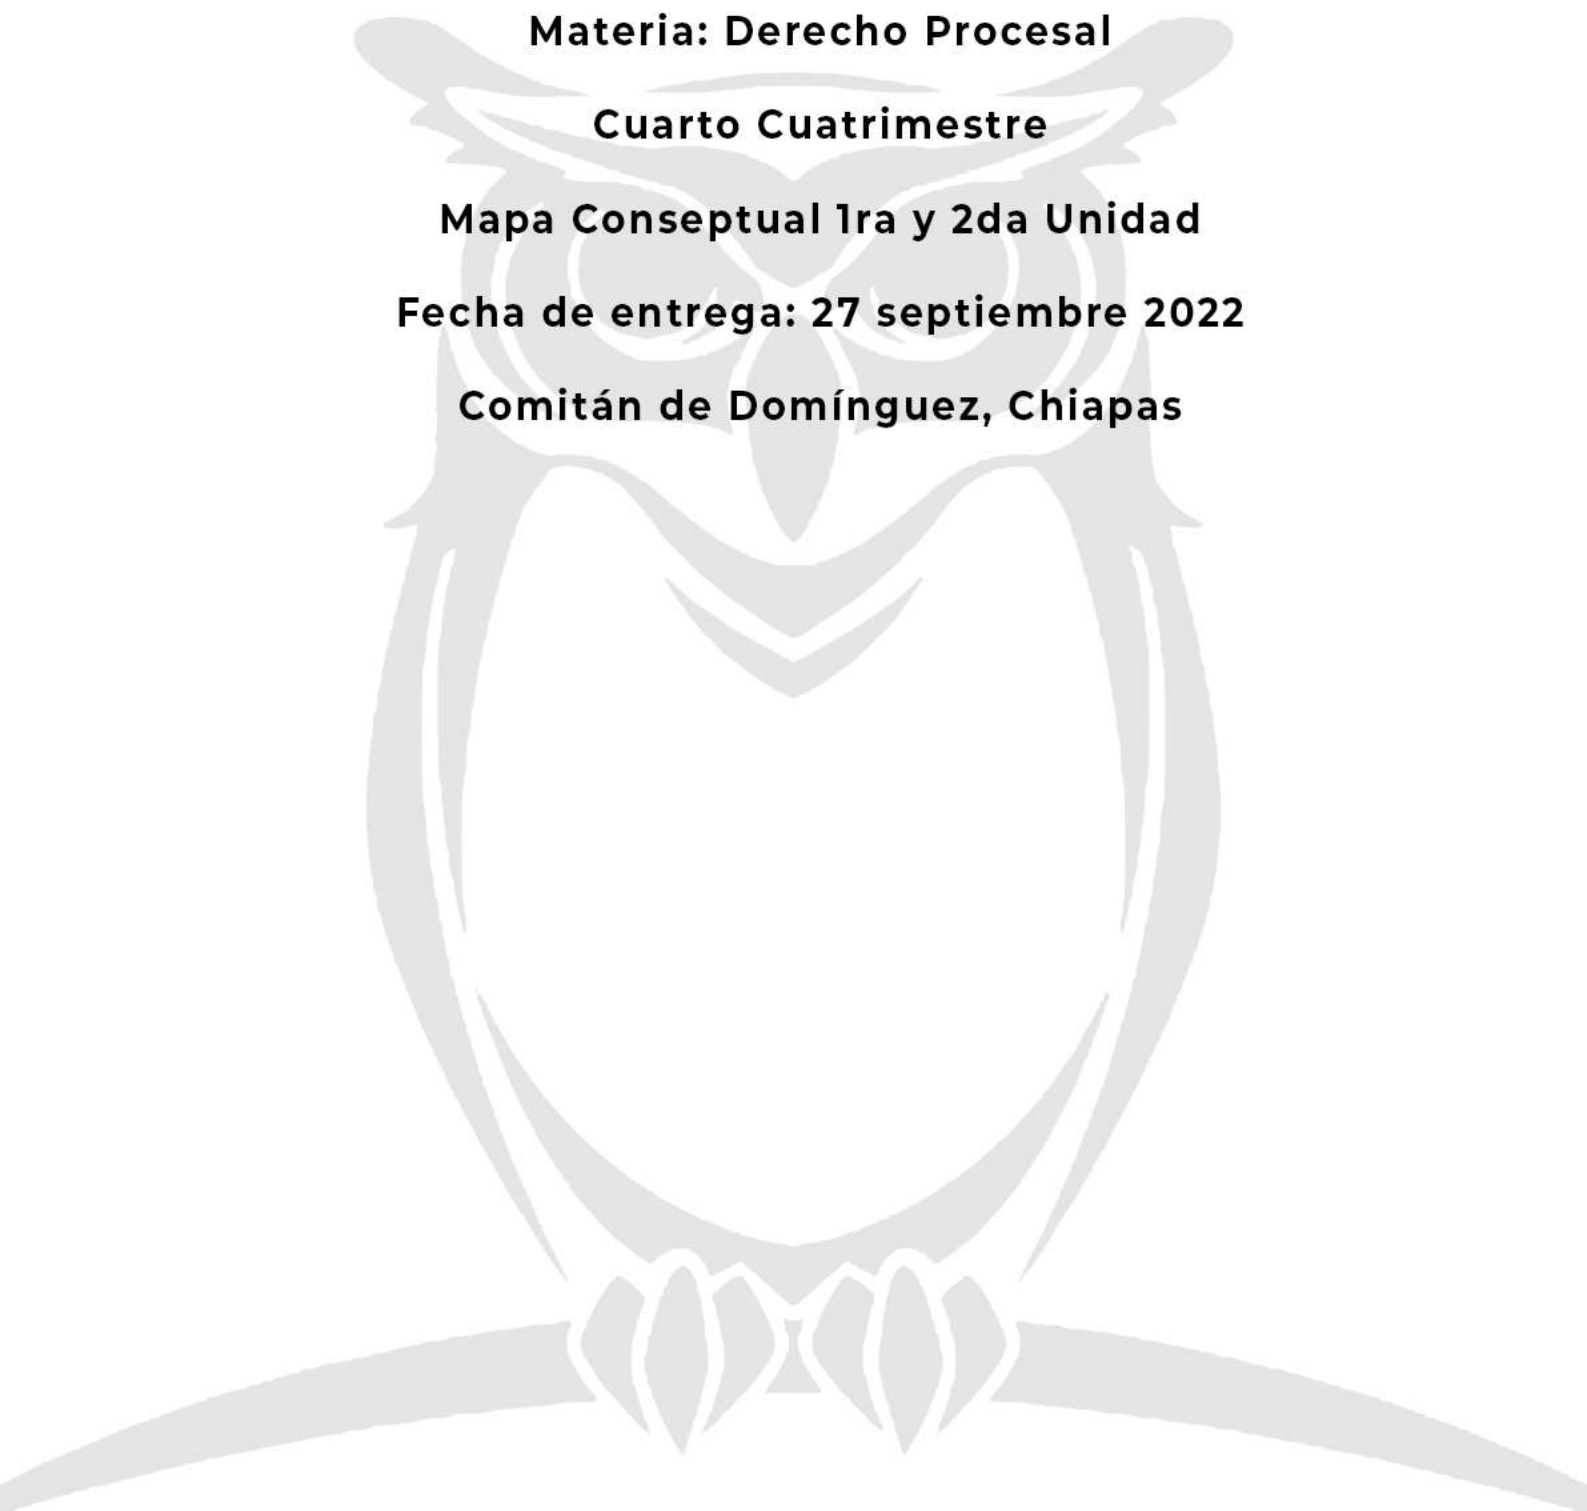 Materia: Derecho Procesal
Cuarto Cuatrimestre
Mapa Conseptual 1ra y 2da Unidad
Fecha de entrega: 27 septiembre 2022
Comitán de Domínguez, Chiapas